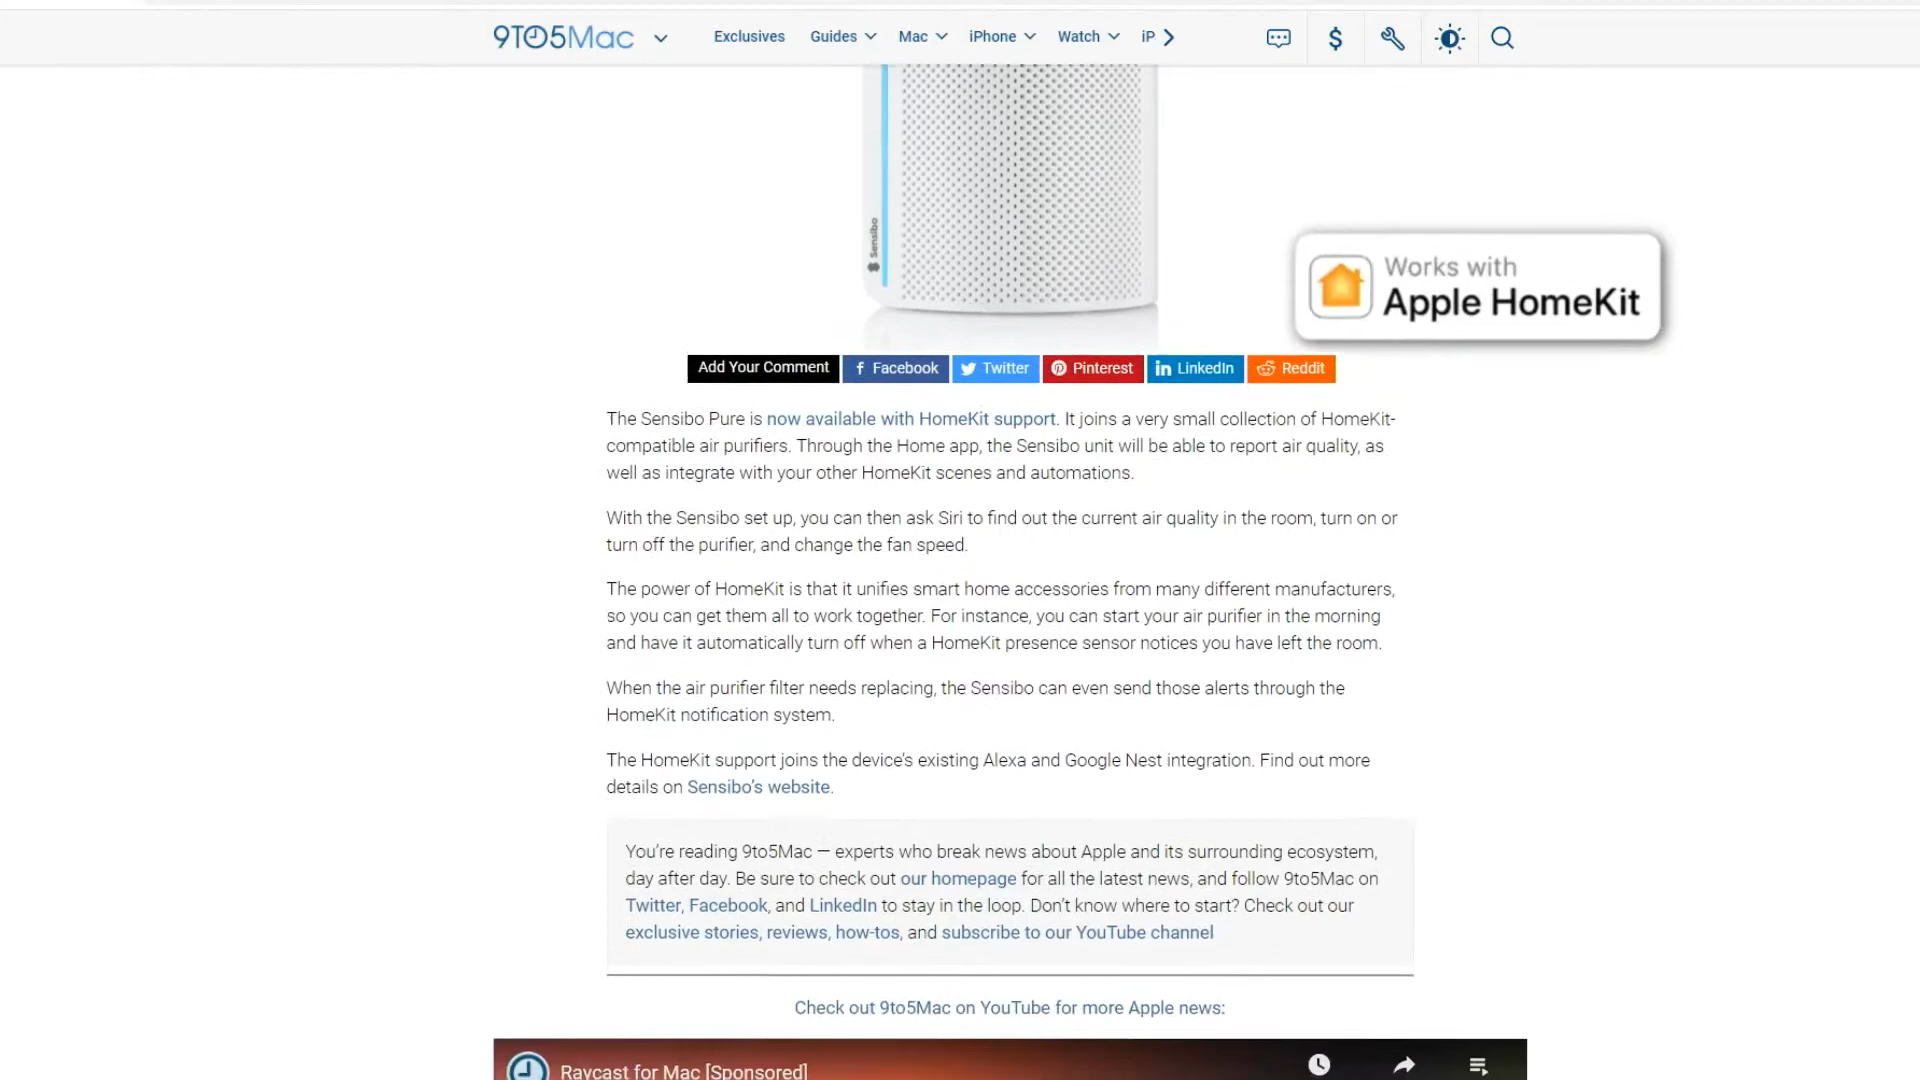 9TO5Mac Exclusives Guides Mac iPhone Watch iP
Sensibo
Works with
Apple HomeKit
Add Your Comment Facebook Twitter Pinterest LinkedIn Reddit
The Sensibo Pure is now available with HomeKit support. It joins a very small collection of HomeKit-
compatible air purifiers. Through the Home app, the Sensibo unit will be able to report air quality, as
well as integrate with your other HomeKit scenes and automations.
With the Sensibo set up, you can then ask Siri to find out the current air quality in the room, turn on or
turn off the purifier, and change the fan speed.
The power of HomeKit is that it unifies smart home accessories from many different manufacturers,
so you can get them all to work together. For instance, you can start your air purifier in the morning
and have it automatically turn off when a HomeKit presence sensor notices you have left the room.
When the air purifier filter needs replacing, the Sensibo can even send those alerts through the
HomeKit notification system.
The HomeKit support joins the device's existing Alexa and Google Nest integration. Find out more
details on Sensibo's website.
You're reading 9to5Mac — experts who break news about Apple and its surrounding ecosystem,
day after day. Be sure to check out our homepage for all the latest news, and follow 9to5Mac on
Twitter, Facebook, and LinkedIn to stay in the loop. Don't know where to start? Check out our
exclusive stories, reviews, how-tos, and subscribe to our YouTube channel
Check out 9to5Mac on YouTube for more Apple news:
Raycast for Mac [Sponsored]